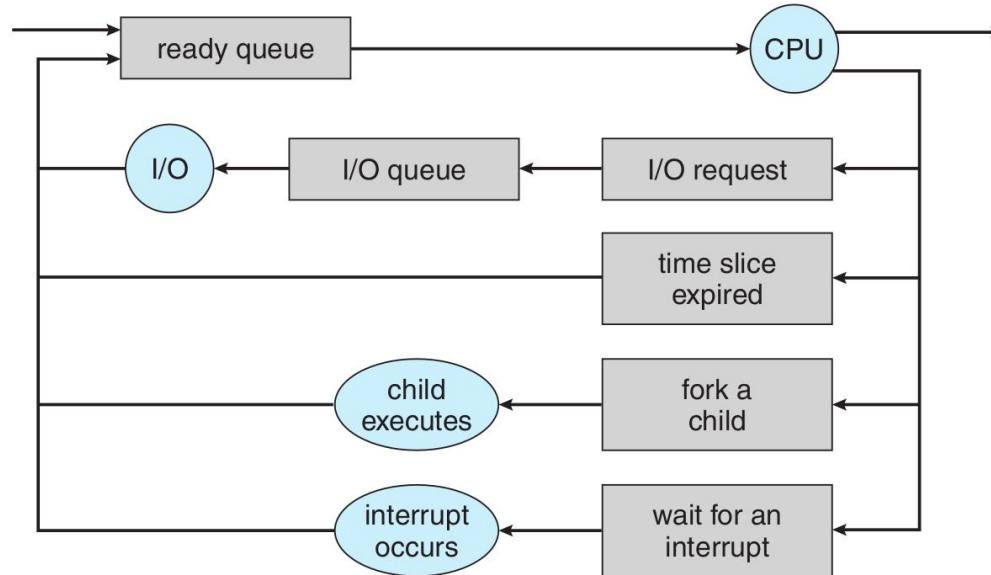 ready queue
CPU
I/O
I/O queue
I/O request
time slice
expired
child
executes
fork a
child
interrupt
occurs
wait for an
interrupt